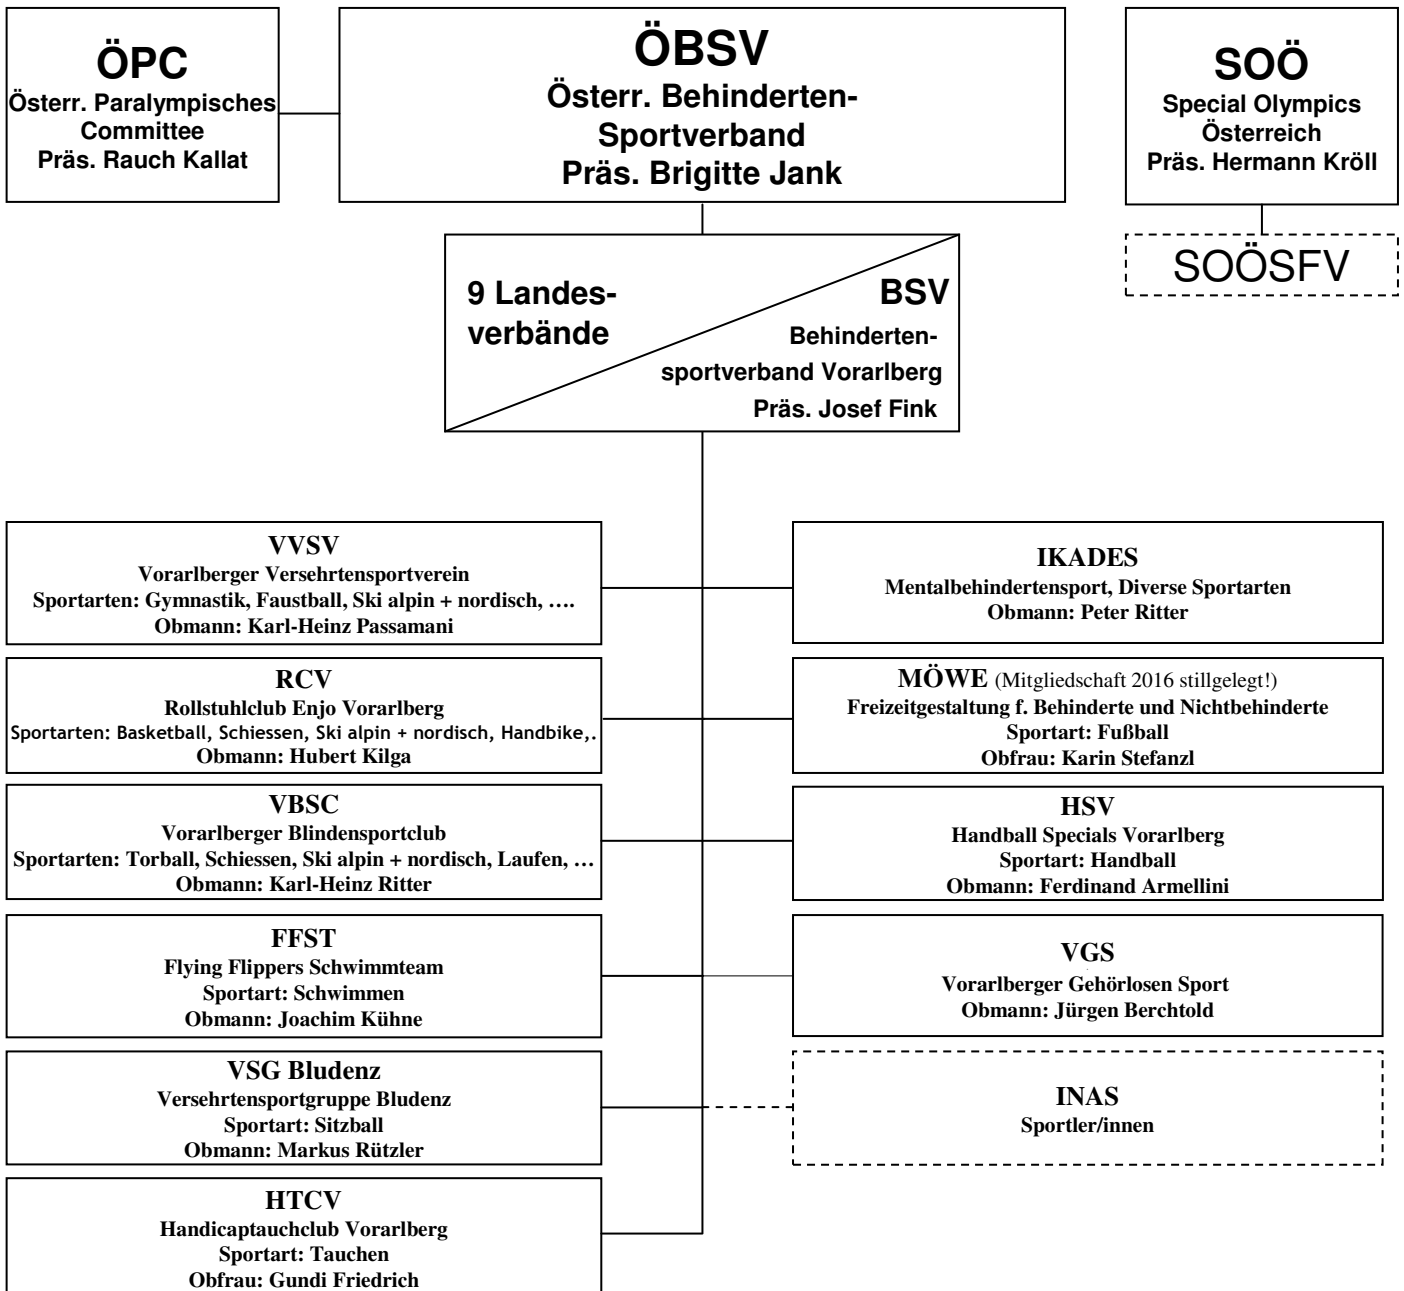 ÖPC
Österr. Paralympisches
Committee
Präs. Rauch Kallat
ÖBSV
Österr. Behinderten-
Sportverband
Präs. Brigitte Jank
SOÖ
Special Olympics
Österreich
Präs. Hermann Kröll
SOÖSFV
9 Landes-
verbände
BSV
Behinderten-
sportverband Vorarlberg
Präs. Josef Fink
VVSV
Vorarlberger Versehrtensportverein
Sportarten: Gymnastik, Faustball, Ski alpin + nordisch, ….
Obmann: Karl-Heinz Passamani
IKADES
Mentalbehindertensport, Diverse Sportarten
Obmann: Peter Ritter
RCV
Rollstuhlclub Enjo Vorarlberg
Sportarten: Basketball, Schiessen, Ski alpin + nordisch, Handbike,.
Obmann: Hubert Kilga
MÖWE (Mitgliedschaft 2016 stillgelegt!)
Freizeitgestaltung f. Behinderte und Nichtbehinderte
Sportart: Fußball
Obfrau: Karin Stefanzl
VBSC
Vorarlberger Blindensportclub
Sportarten: Torball, Schiessen, Ski alpin + nordisch, Laufen, …
Obmann: Karl-Heinz Ritter
HSV
Handball Specials Vorarlberg
Sportart: Handball
Obmann: Ferdinand Armellini
FFST
Flying Flippers Schwimmteam
Sportart: Schwimmen
Obmann: Joachim Kühne
VGS
Vorarlberger Gehörlosen Sport
Obmann: Jürgen Berchtold
VSG Bludenz
Versehrtensportgruppe Bludenz
Sportart: Sitzball
Obmann: Markus Rützler
INAS
Sportler/innen
HTCV
Handicaptauchclub Vorarlberg
Sportart: Tauchen
Obfrau: Gundi Friedrich